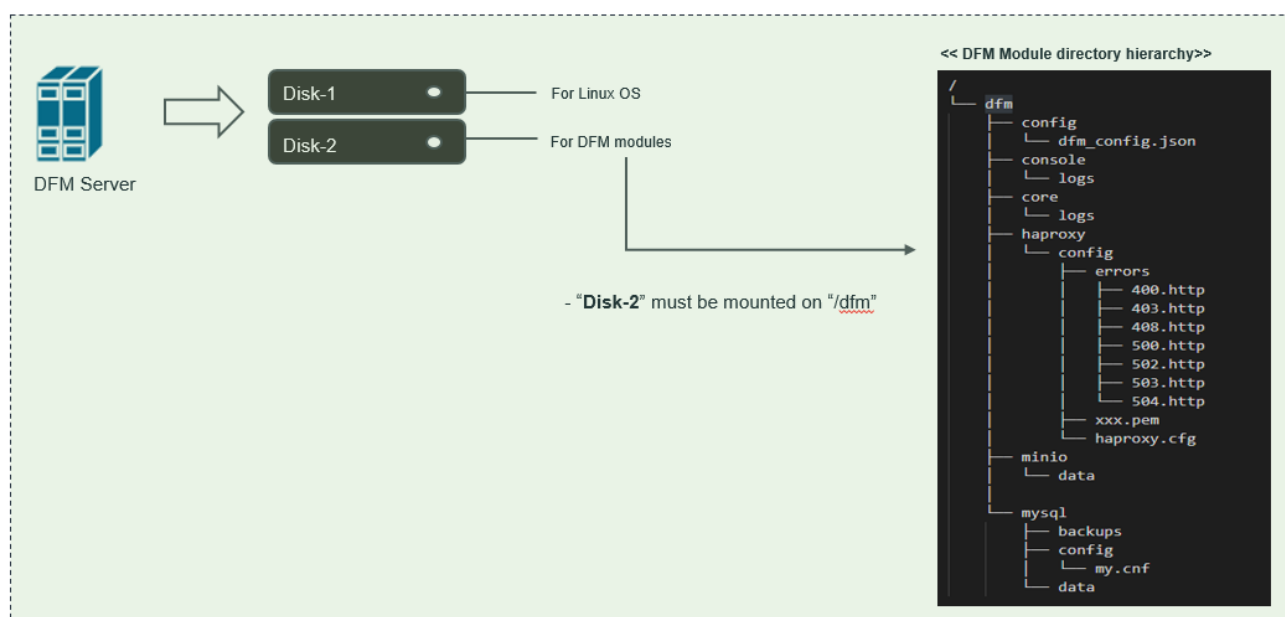 << DFM Module directory hierarchy>>
DFM Server
Disk-1
For Linux OS
Disk-2
For DFM modules
- “Disk-2” must be mounted on “/dfm”
/
└── dfm
├── config
│ └── dfm_config.json
├── console
│ └── logs
├── core
│ └── logs
├── haproxy
│ └── config
│ ├── errors
│ │ ├── 400.http
│ │ ├── 403.http
│ │ ├── 408.http
│ │ ├── 500.http
│ │ ├── 502.http
│ │ ├── 503.http
│ │ └── 504.http
│ ├── xxx.pem
│ └── haproxy.cfg
├── minio
│ └── data
│
└── mysql
├── backups
├── config
│ └── my.cnf
└── data